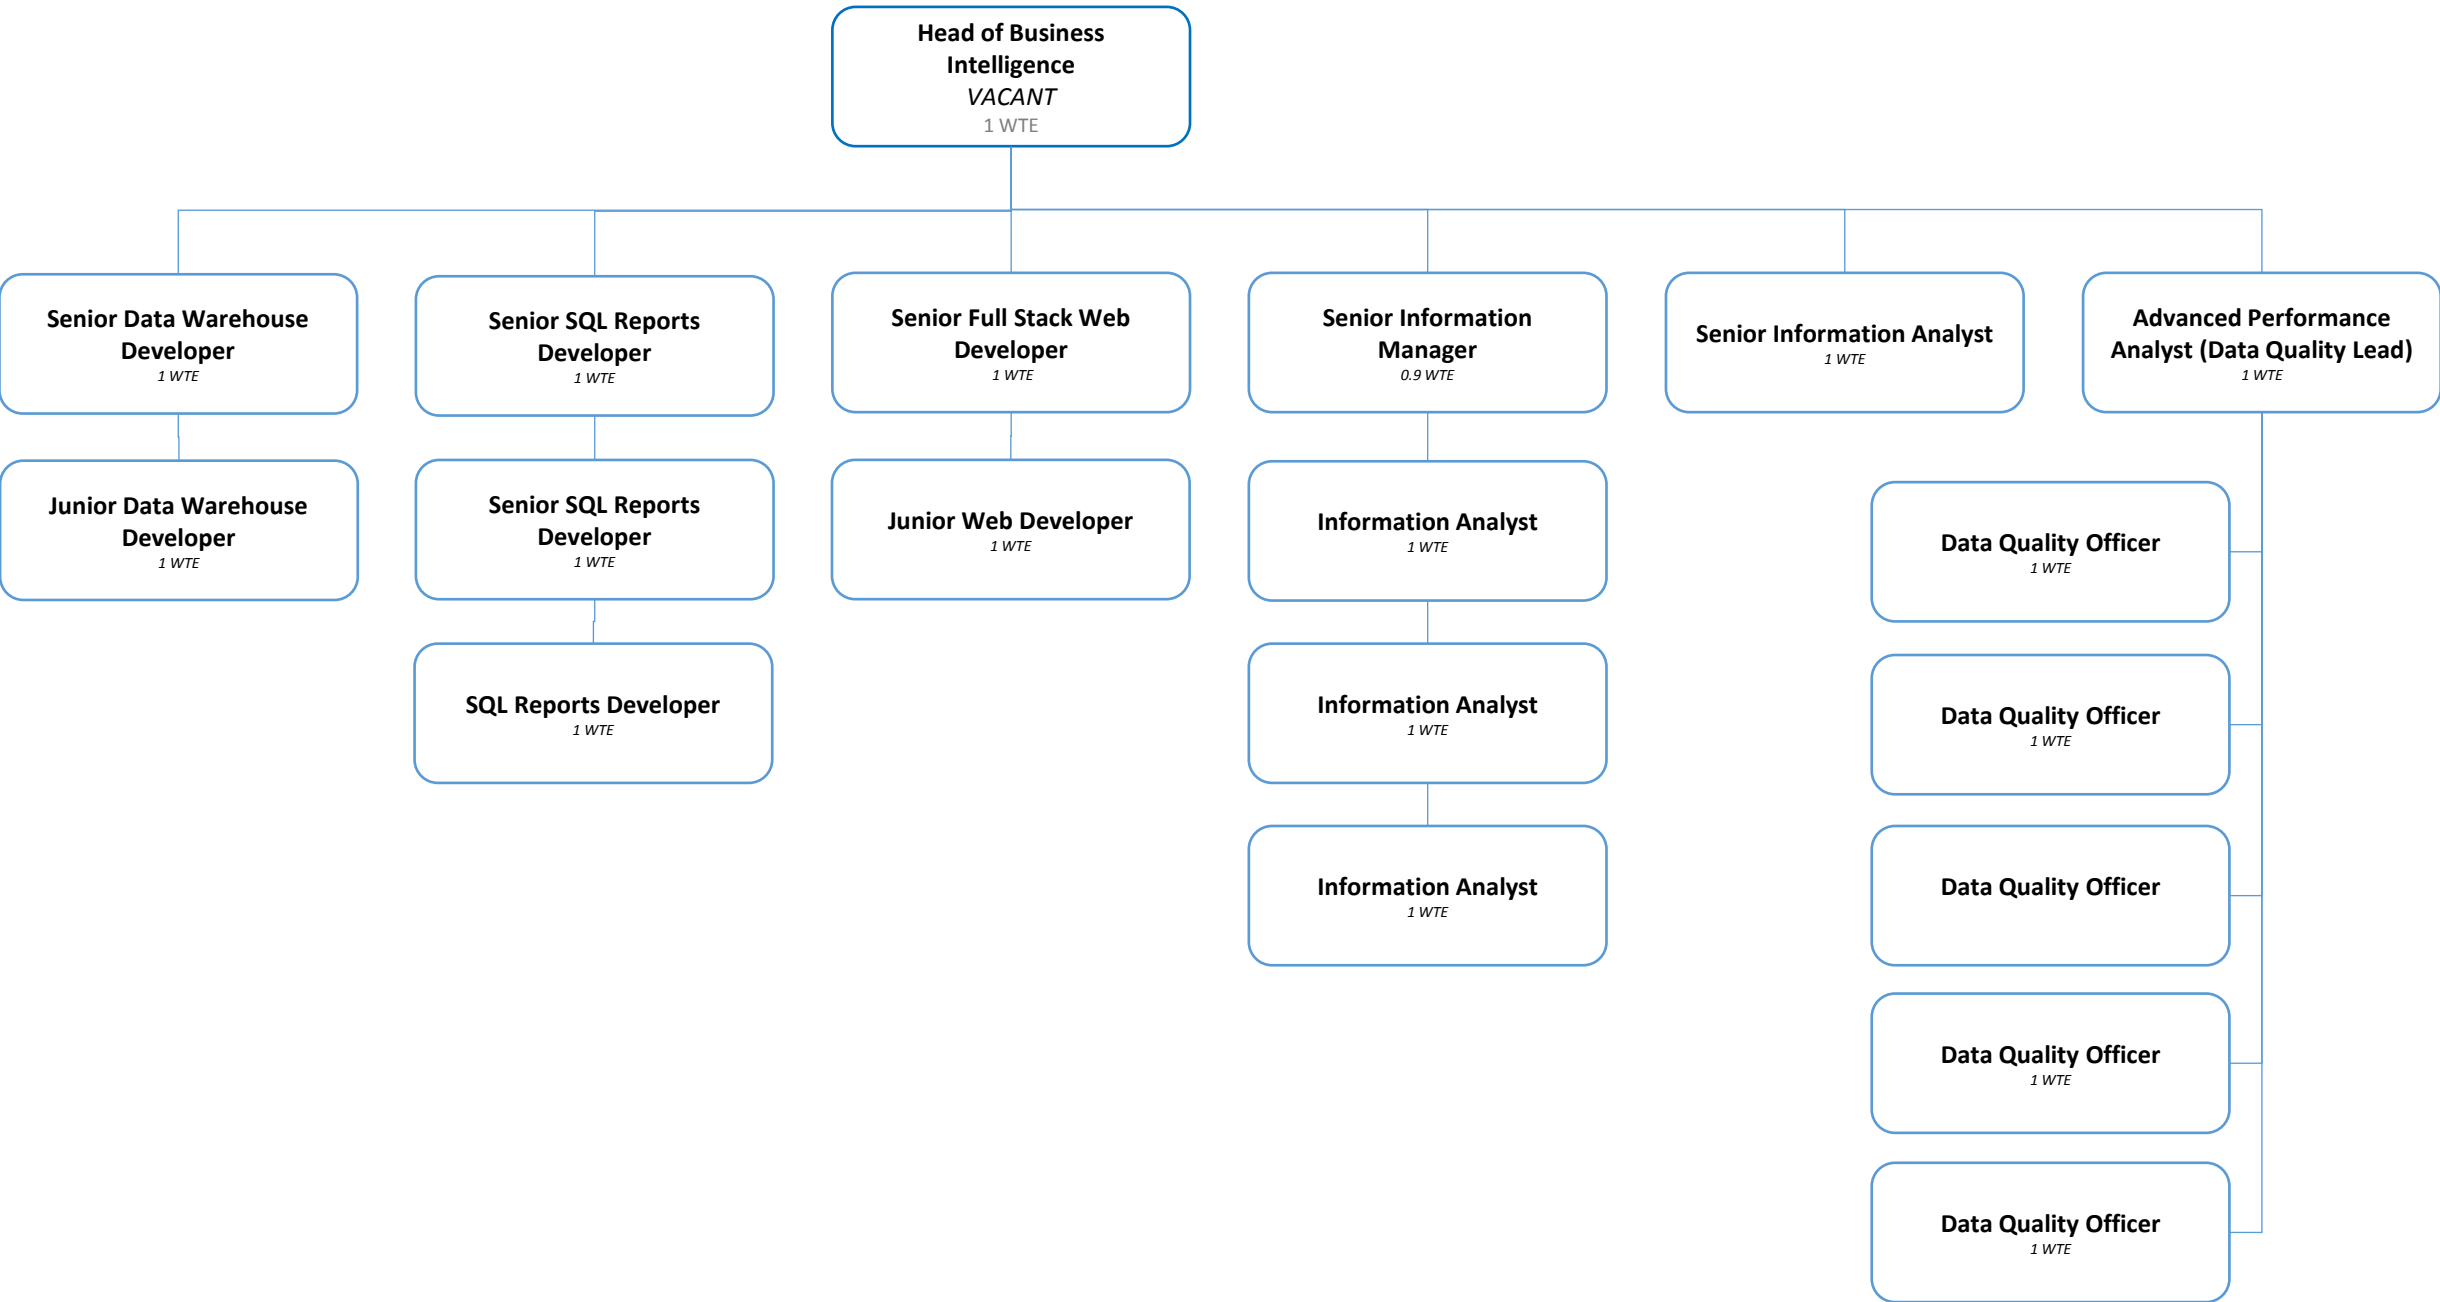 Head of Business
Intelligence
VACANT
1 WTE
Senior Data Warehouse
Developer
1 WTE
Senior SQL Reports
Developer
1 WTE
Senior Full Stack Web
Developer
1 WTE
Senior Information
Manager
0.9 WTE
Senior Information Analyst
1 WTE
Advanced Performance
Analyst (Data Quality Lead)
1 WTE
Junior Data Warehouse
Developer
1 WTE
Senior SQL Reports
Developer
1 WTE
Junior Web Developer
1 WTE
Information Analyst
1 WTE
Data Quality Officer
1 WTE
SQL Reports Developer
1 WTE
Information Analyst
1 WTE
Data Quality Officer
1 WTE
Information Analyst
1 WTE
Data Quality Officer
Data Quality Officer
1 WTE
Data Quality Officer
1 WTE